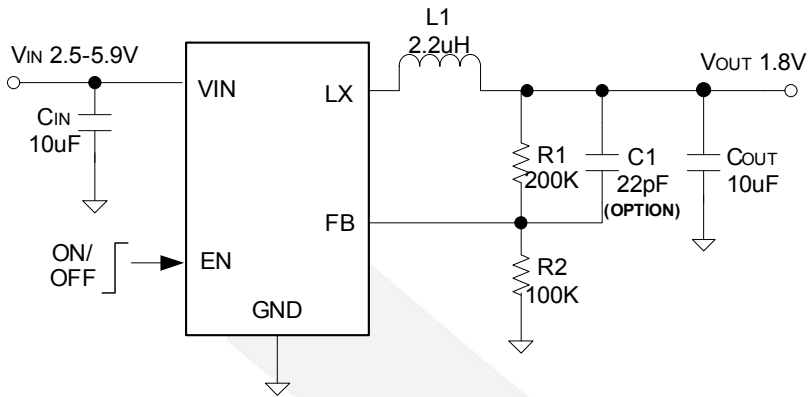 L1
2.2uH
VIN 2.5-5.9V
VOUT 1.8V
VIN
LX
CIN
10uF
R1
200K
C1
22pF
(OPTION)
COUT
10uF
FB
ON/
OFF
EN
R2
100K
GND